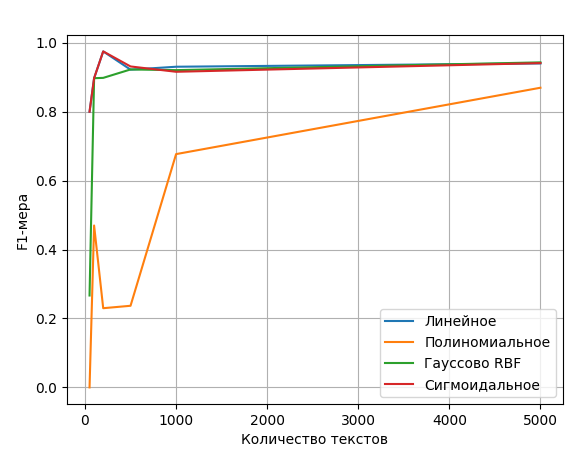 1.0
0.8
0.6
0.4
0.2
0.0
F1-мера
0 1000 2000 3000 4000 5000
Количество текстов
Линейное
Полиномиальное
Гауссово RBF
Сигмоидальное